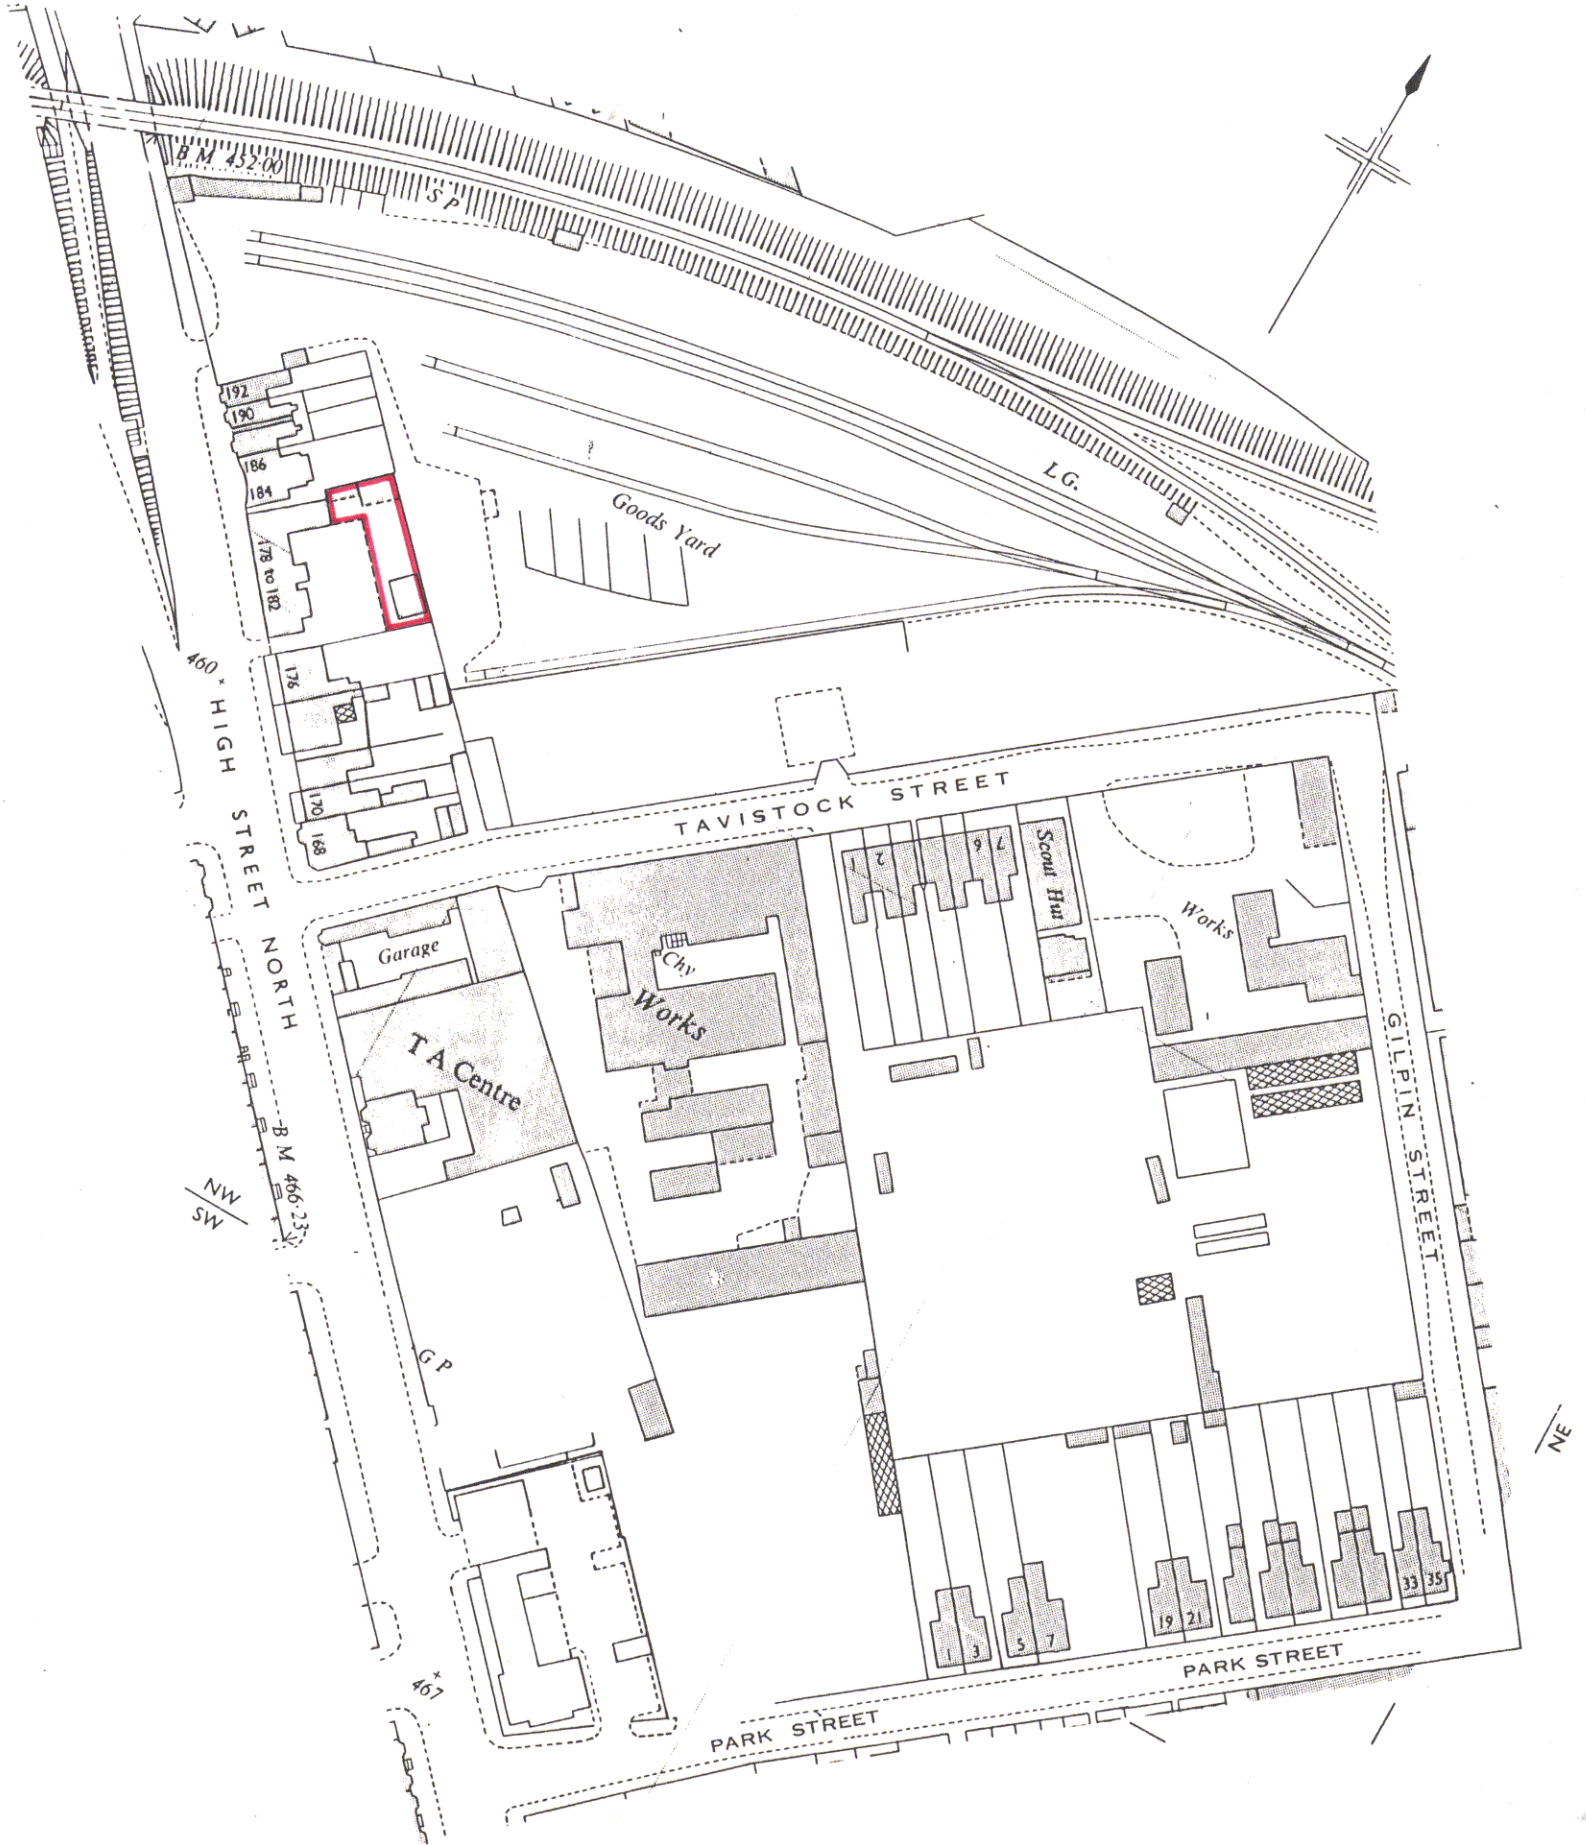 B M 452·00
S P
192
190
186
184
178 to 182
Goods Yard
L G.
460
176
HIGH STREET NORTH
170
168
TAVISTOCK STREET
1
2
6
7
Scout Hut
Garage
Chy
Works
Works
T A Centre
GILPIN STREET
B M 466·23
NW
SW
G P
NE
1
3
5
7
19
21
33
35
467
PARK STREET
PARK STREET